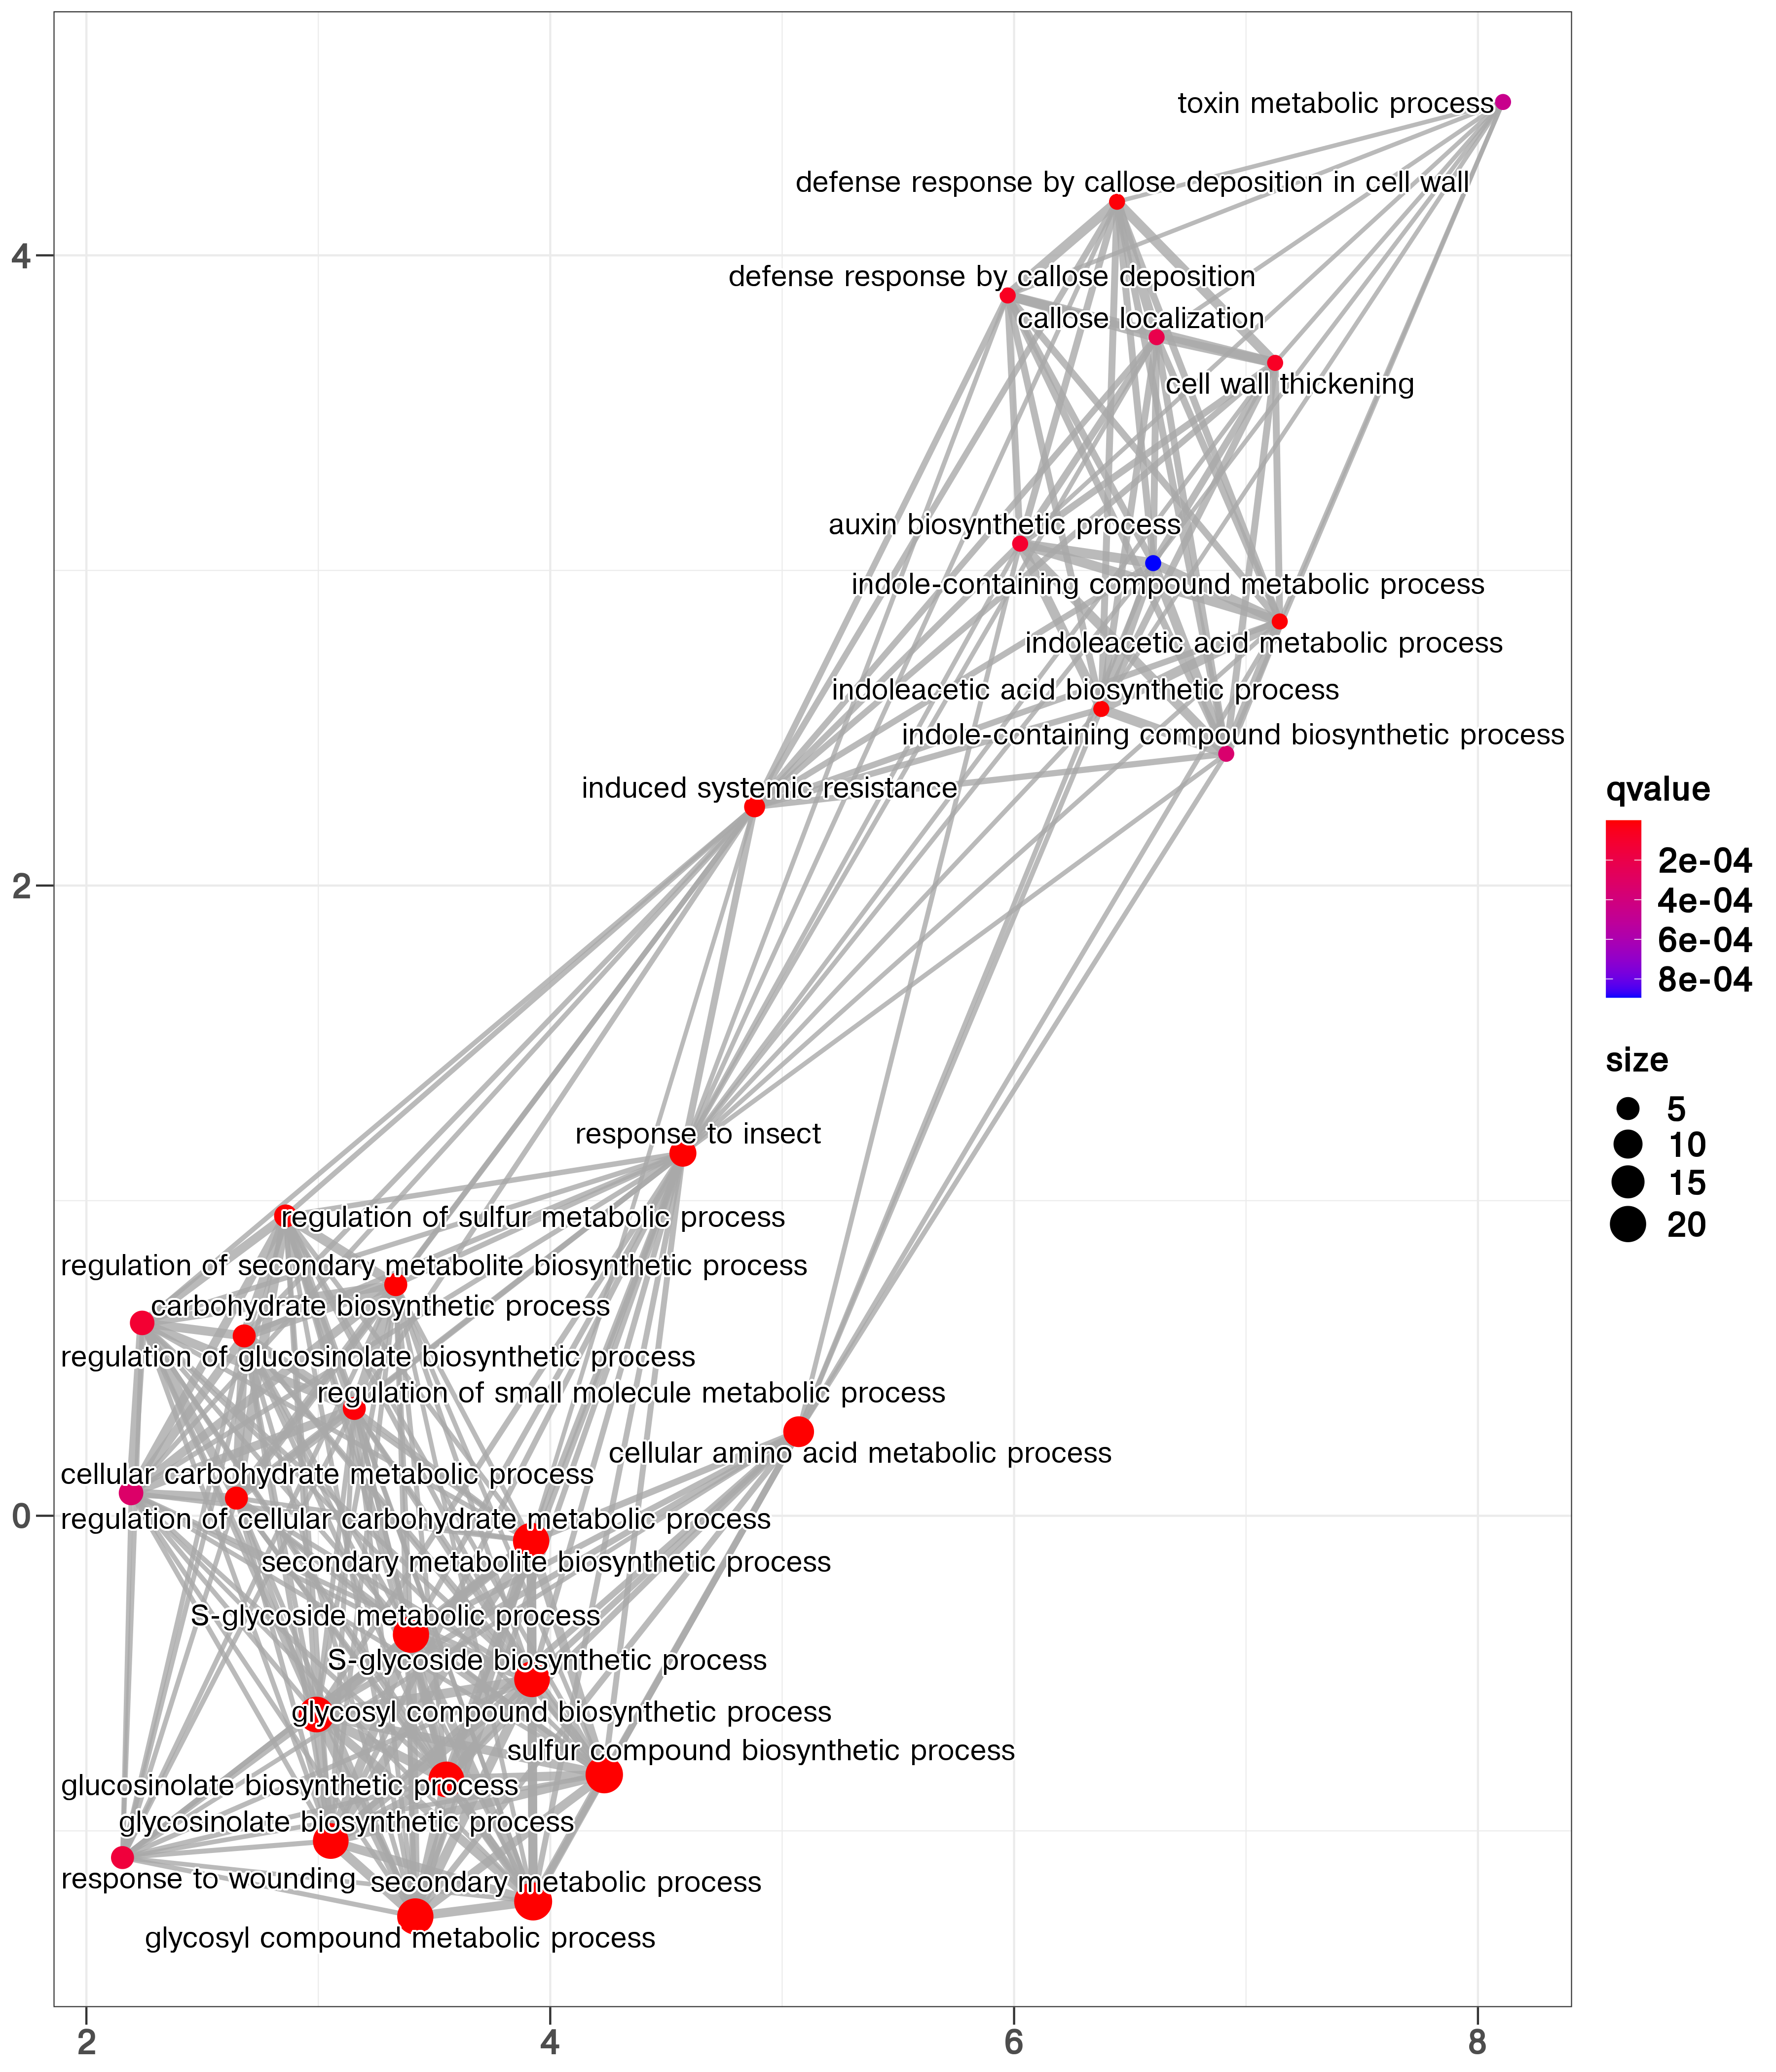 toxin metabolic process
defense response by callose deposition in cell wall
4
defense response by callose deposition
callose localization
cell wall thickening
auxin biosynthetic process
indole-containing compound metabolic process
indoleacetic acid metabolic process
indoleacetic acid biosynthetic process
indole-containing compound biosynthetic process
induced systemic resistance
2
response to insect
regulation of sulfur metabolic process
regulation of secondary metabolite biosynthetic process
carbohydrate biosynthetic process
regulation of glucosinolate biosynthetic process
regulation of small molecule metabolic process
cellular amino acid metabolic process
cellular carbohydrate metabolic process
0
regulation of cellular carbohydrate metabolic process
secondary metabolite biosynthetic process
S-glycoside metabolic process
S-glycoside biosynthetic process
glycosyl compound biosynthetic process
sulfur compound biosynthetic process
glucosinolate biosynthetic process
glycosinolate biosynthetic process
response to wounding
secondary metabolic process
glycosyl compound metabolic process
2 4 6 8
qvalue
2e-04
4e-04
6e-04
8e-04
size
5
10
15
20